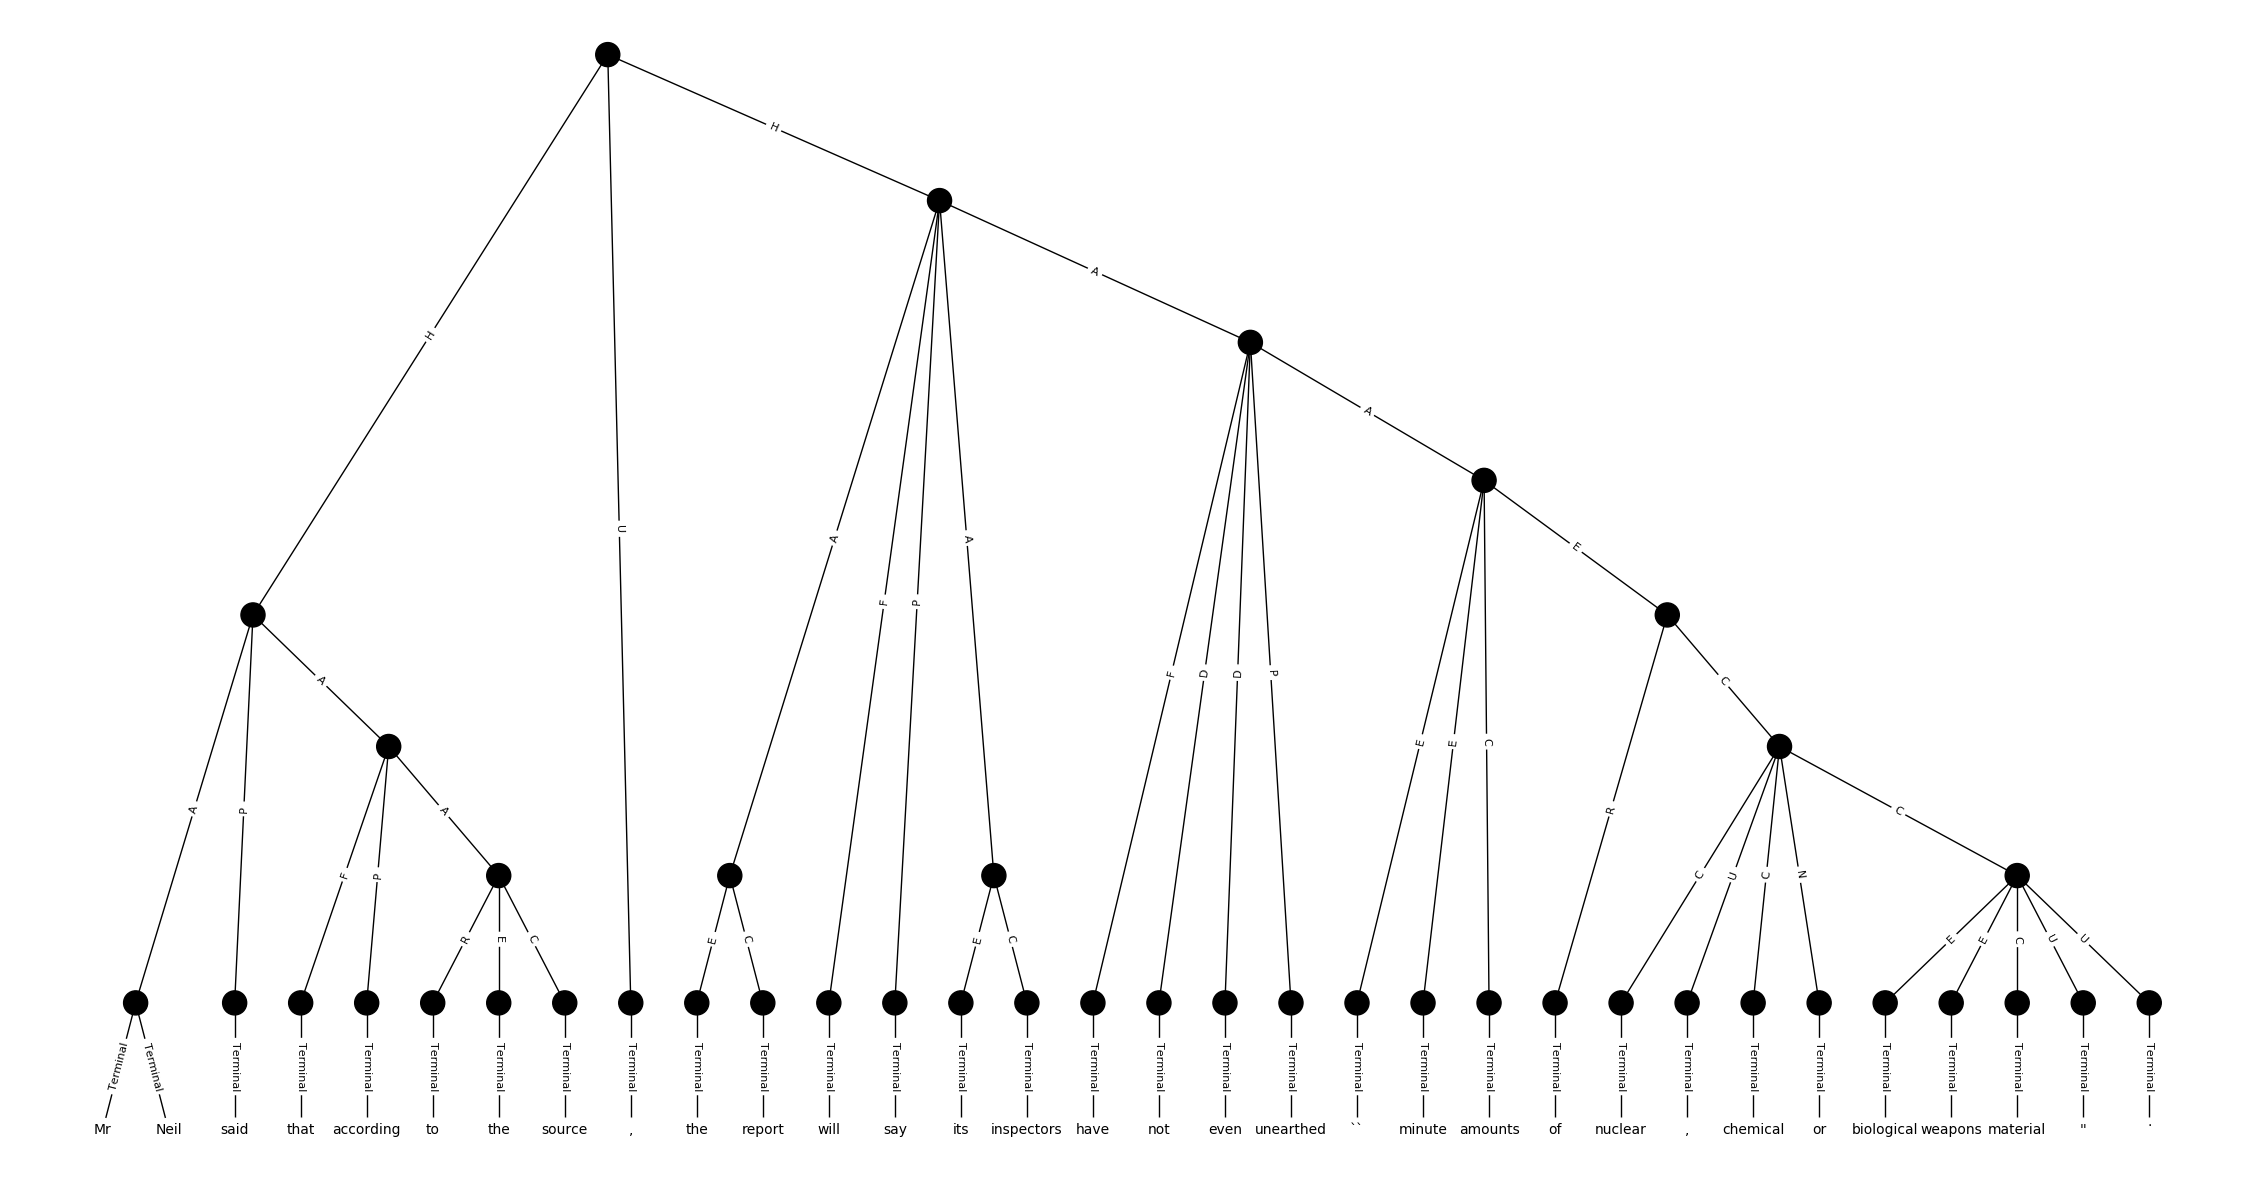 H
H
A
A
E
U
A
A
F
P
A
F
D
D
P
A
C
E
E
C
A
P
A
R
C
F
P
C
U
C
N
R
E
C
E
C
E
C
E
E
C
U
U
Terminal Terminal Terminal Terminal Terminal Terminal Terminal Terminal Terminal Terminal Terminal Terminal Terminal Terminal Terminal Terminal Terminal Terminal Terminal Terminal Terminal Terminal Terminal Terminal Terminal Terminal Terminal Terminal Terminal Terminal Terminal Terminal
Mr Neil said that according to the source , the report will say its inspectors have not even unearthed `` minute amounts of nuclear , chemical or biological weapons material " .